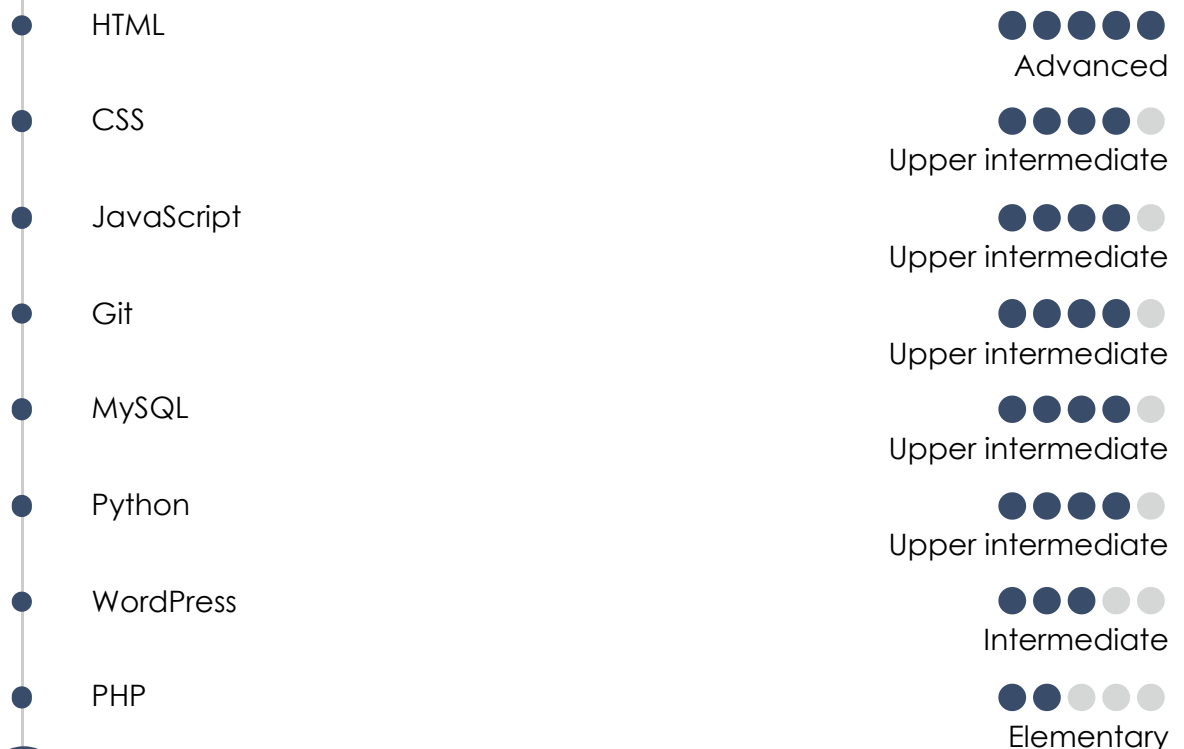 HTML
Advanced
CSS
Upper intermediate
JavaScript
Upper intermediate
Git
Upper intermediate
MySQL
Upper intermediate
Python
Upper intermediate
WordPress
Intermediate
PHP
Elementary